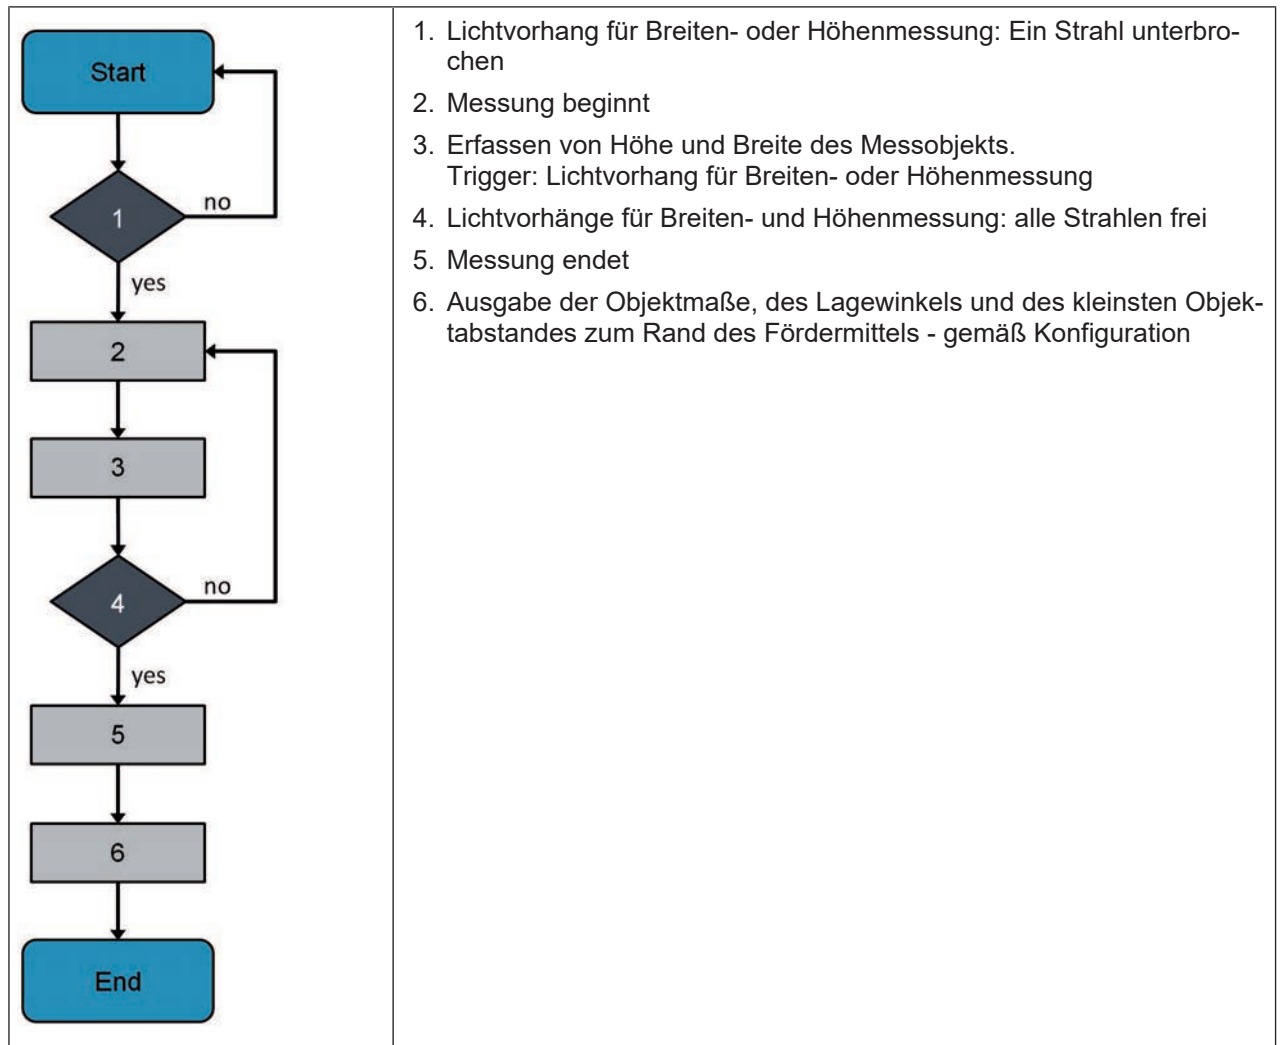 Start
1
no
yes
2
3
4
no
yes
5
6
End
1. Lichtvorhang für Breiten- oder Höhenmessung: Ein Strahl unterbro-
chen
2. Messung beginnt
3. Erfassen von Höhe und Breite des Messobjekts.
Trigger: Lichtvorhang für Breiten- oder Höhenmessung
4. Lichtvorhänge für Breiten- und Höhenmessung: alle Strahlen frei
5. Messung endet
6. Ausgabe der Objektmaße, des Lagewinkels und des kleinsten Objek-
tabstandes zum Rand des Fördermittels - gemäß Konfiguration